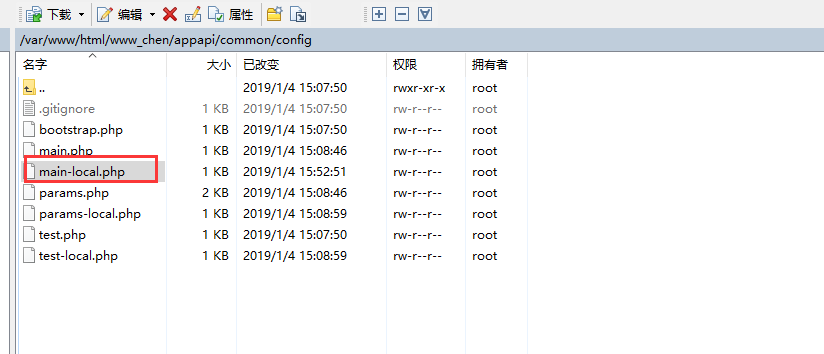 下载 编辑 属性
/var/www/html/www_chen/appapi/common/config
名字 大小 已改变 权限 拥有者
.. 2019/1/4 15:07:50 rwxr-xr-x root
.gitignore 1 KB 2019/1/4 15:07:50 rw-r--r-- root
bootstrap.php 1 KB 2019/1/4 15:07:50 rw-r--r-- root
main.php 1 KB 2019/1/4 15:08:46 rw-r--r-- root
main-local.php 1 KB 2019/1/4 15:52:51 rw-r--r-- root
params.php 2 KB 2019/1/4 15:08:46 rw-r--r-- root
params-local.php 1 KB 2019/1/4 15:08:59 rw-r--r-- root
test.php 1 KB 2019/1/4 15:07:50 rw-r--r-- root
test-local.php 1 KB 2019/1/4 15:08:59 rw-r--r-- root